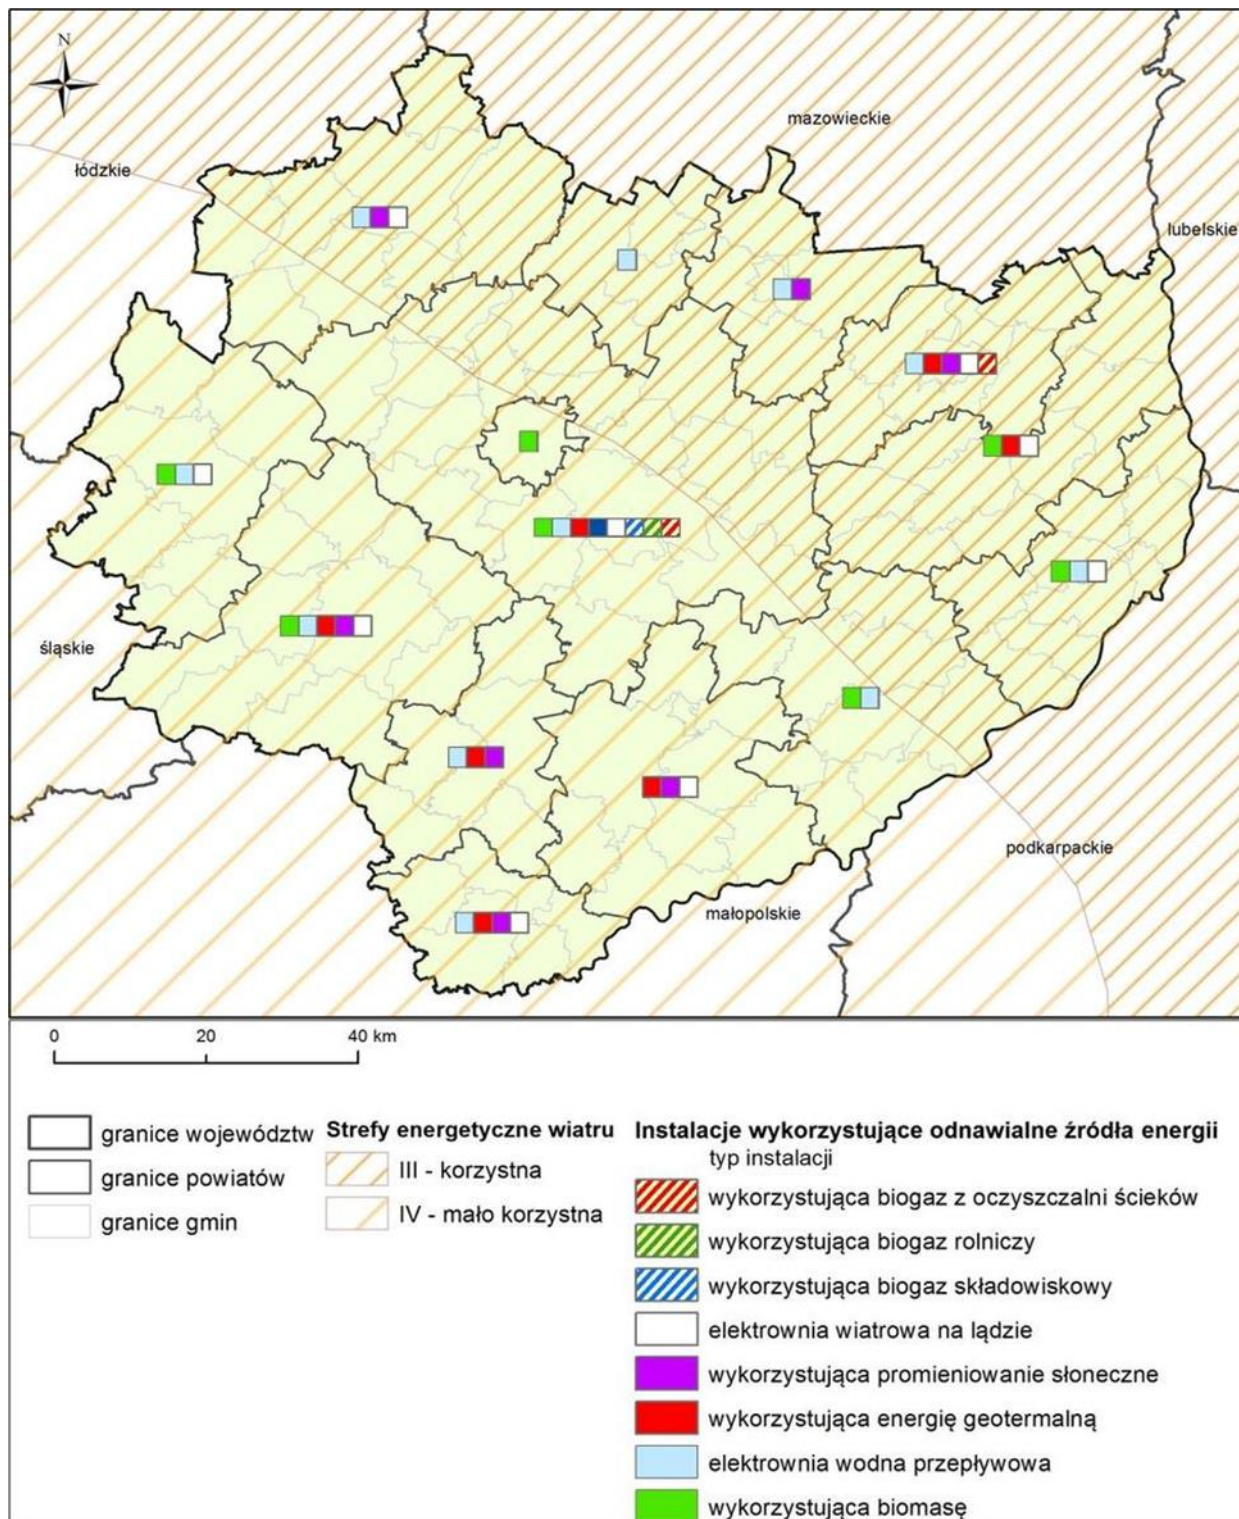 N
mazowieckie
łódzkie
lubelskie
śląskie
podkarpackie
małopolskie
0 20 40 km
granice województw
granice powiatów
granice gmin
Strefy energetyczne wiatru
III - korzystna
IV - mało korzystna
Instalacje wykorzystujące odnawialne źródła energii
typ instalacji
wykorzystująca biogaz z oczyszczalni ścieków
wykorzystująca biogaz rolniczy
wykorzystująca biogaz składowiskowy
elektrownia wiatrowa na lądzie
wykorzystująca promieniowanie słoneczne
wykorzystująca energię geotermalną
elektrownia wodna przepływowa
wykorzystująca biomasę